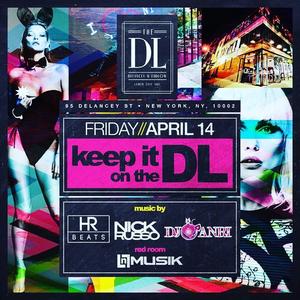 THE
DL
95 DELANCEY ST • NEW YORK, NY, 10002
FRIDAY//APRIL 14
keep it
on the DL
music by
HR
BEATS
NICK
RUSSO
red room
MUSIK